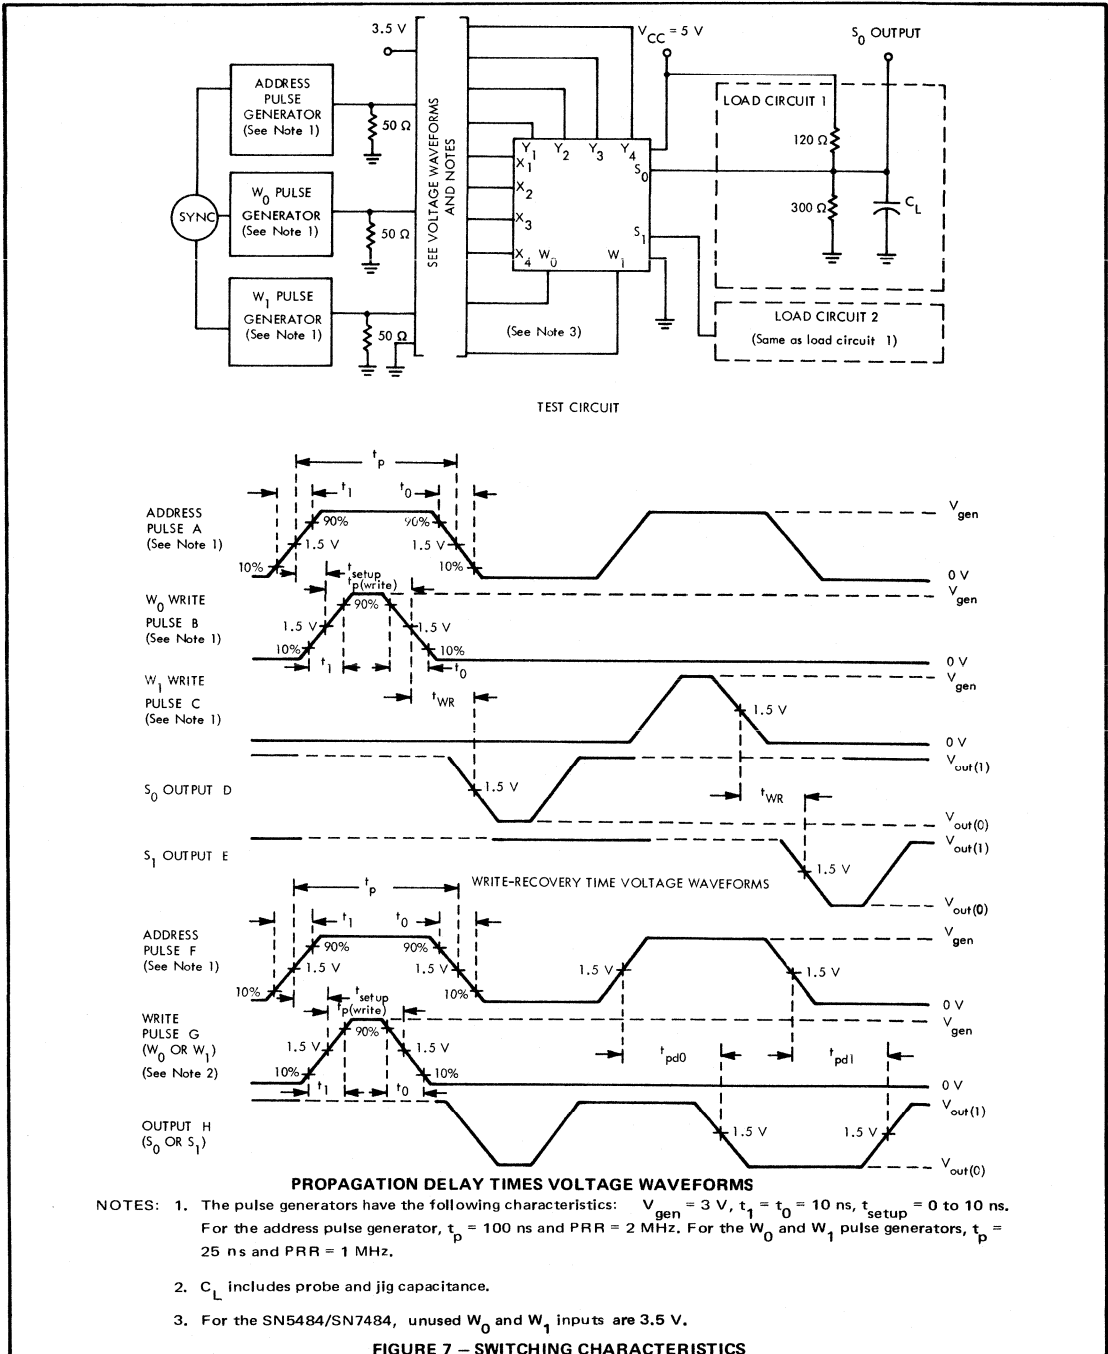 3.5 V
V_CC = 5 V
S_0 OUTPUT
ADDRESS
PULSE
GENERATOR
(See Note 1)
50 Ω
W_0 PULSE
GENERATOR
(See Note 1)
50 Ω
SYNC
W_1 PULSE
GENERATOR
(See Note 1)
50 Ω
SEE VOLTAGE WAVEFORMS
AND NOTES
Y_1 Y_2 Y_3 Y_4
X_1
X_2
X_3
X_4 W_0 W_1
S_0
S_1
(See Note 3)
LOAD CIRCUIT 1
120 Ω
300 Ω
C_L
LOAD CIRCUIT 2
(Same as load circuit 1)
TEST CIRCUIT
t_p
t_1 t_0
ADDRESS
PULSE A
(See Note 1)
90% 90%
1.5 V 1.5 V
10% 10%
V_gen
0 V
t_setup
t_p(write)
W_0 WRITE
PULSE B
(See Note 1)
90%
1.5 V 1.5 V
10% 10%
t_1 t_0
V_gen
0 V
W_1 WRITE
PULSE C
(See Note 1)
t_WR
1.5 V
V_gen
0 V
S_0 OUTPUT D
1.5 V
t_WR
V_out(1)
V_out(0)
S_1 OUTPUT E
1.5 V
V_out(1)
V_out(0)
WRITE-RECOVERY TIME VOLTAGE WAVEFORMS
t_p
t_1 t_0
ADDRESS
PULSE F
(See Note 1)
90% 90%
1.5 V 1.5 V 1.5 V 1.5 V
10% 10%
V_gen
0 V
t_setup
t_p(write)
WRITE
PULSE G
(W_0 OR W_1)
(See Note 2)
90%
1.5 V 1.5 V
10% 10%
t_1 t_0
t_pd0 t_pd1
V_gen
0 V
OUTPUT H
(S_0 OR S_1)
1.5 V 1.5 V
V_out(1)
V_out(0)
PROPAGATION DELAY TIMES VOLTAGE WAVEFORMS
NOTES: 1. The pulse generators have the following characteristics: V_gen = 3 V, t_1 = t_0 = 10 ns, t_setup = 0 to 10 ns.
For the address pulse generator, t_p = 100 ns and PRR = 2 MHz. For the W_0 and W_1 pulse generators, t_p =
25 ns and PRR = 1 MHz.
2. C_L includes probe and jig capacitance.
3. For the SN5484/SN7484, unused W_0 and W_1 inputs are 3.5 V.
FIGURE 7 – SWITCHING CHARACTERISTICS